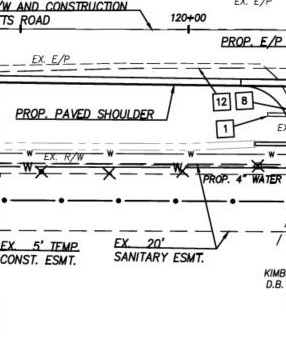 /W AND CONSTRUCTION
TS ROAD
120+00
EX. E/P
PROP. E/P
EX. E/P
12 8
PROP. PAVED SHOULDER
1
EX
W W W W
EX. R/W
W W
PROP. 4" WATER
EX. 5' TEMP.
CONST. ESMT.
EX. 20'
SANITARY ESMT.
KIMB
D.B.